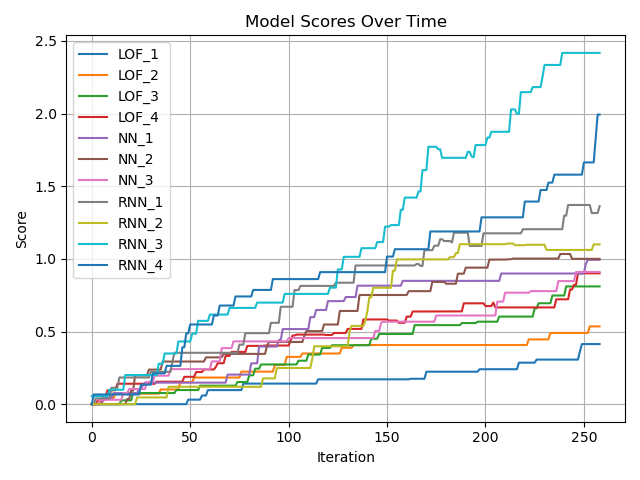 Model Scores Over Time
2.5
2.0
1.5
1.0
0.5
0.0
Score
LOF_1
LOF_2
LOF_3
LOF_4
NN_1
NN_2
NN_3
RNN_1
RNN_2
RNN_3
RNN_4
0
50
100
150
200
250
Iteration